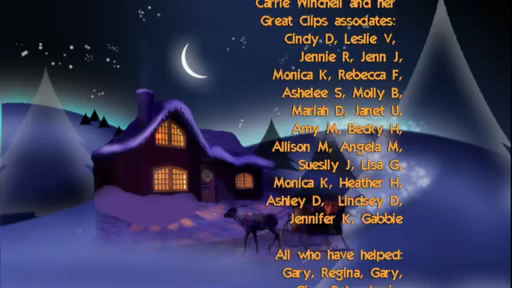 Carrie Winchell and her
Great Clips associates:
Cindy D, Leslie V,
Jennie R, Jenn J,
Monica K, Rebecca F,
Ashelee S, Molly B,
Mariah D, Janet U,
Amy M, Becky H,
Allison M, Angela M,
Sueslly J, Lisa G,
Monica K, Heather H,
Ashley D, Lindsey D,
Jennifer K, Gabbie
All who have helped:
Gary, Regina, Gary,